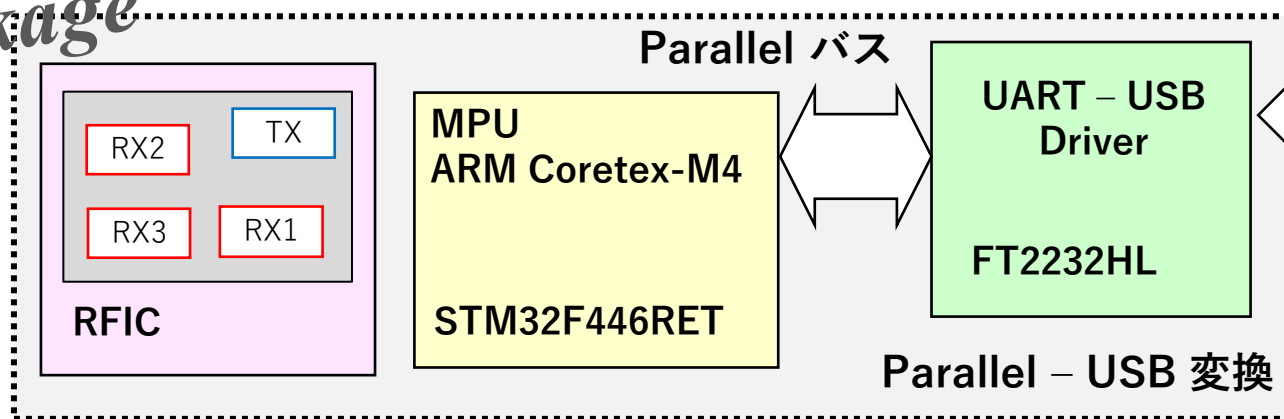 Parallel バス
RX2
TX
RX3
RX1
RFIC
MPU
ARM Coretex-M4
STM32F446RET
UART – USB
Driver
FT2232HL
Parallel – USB 変換